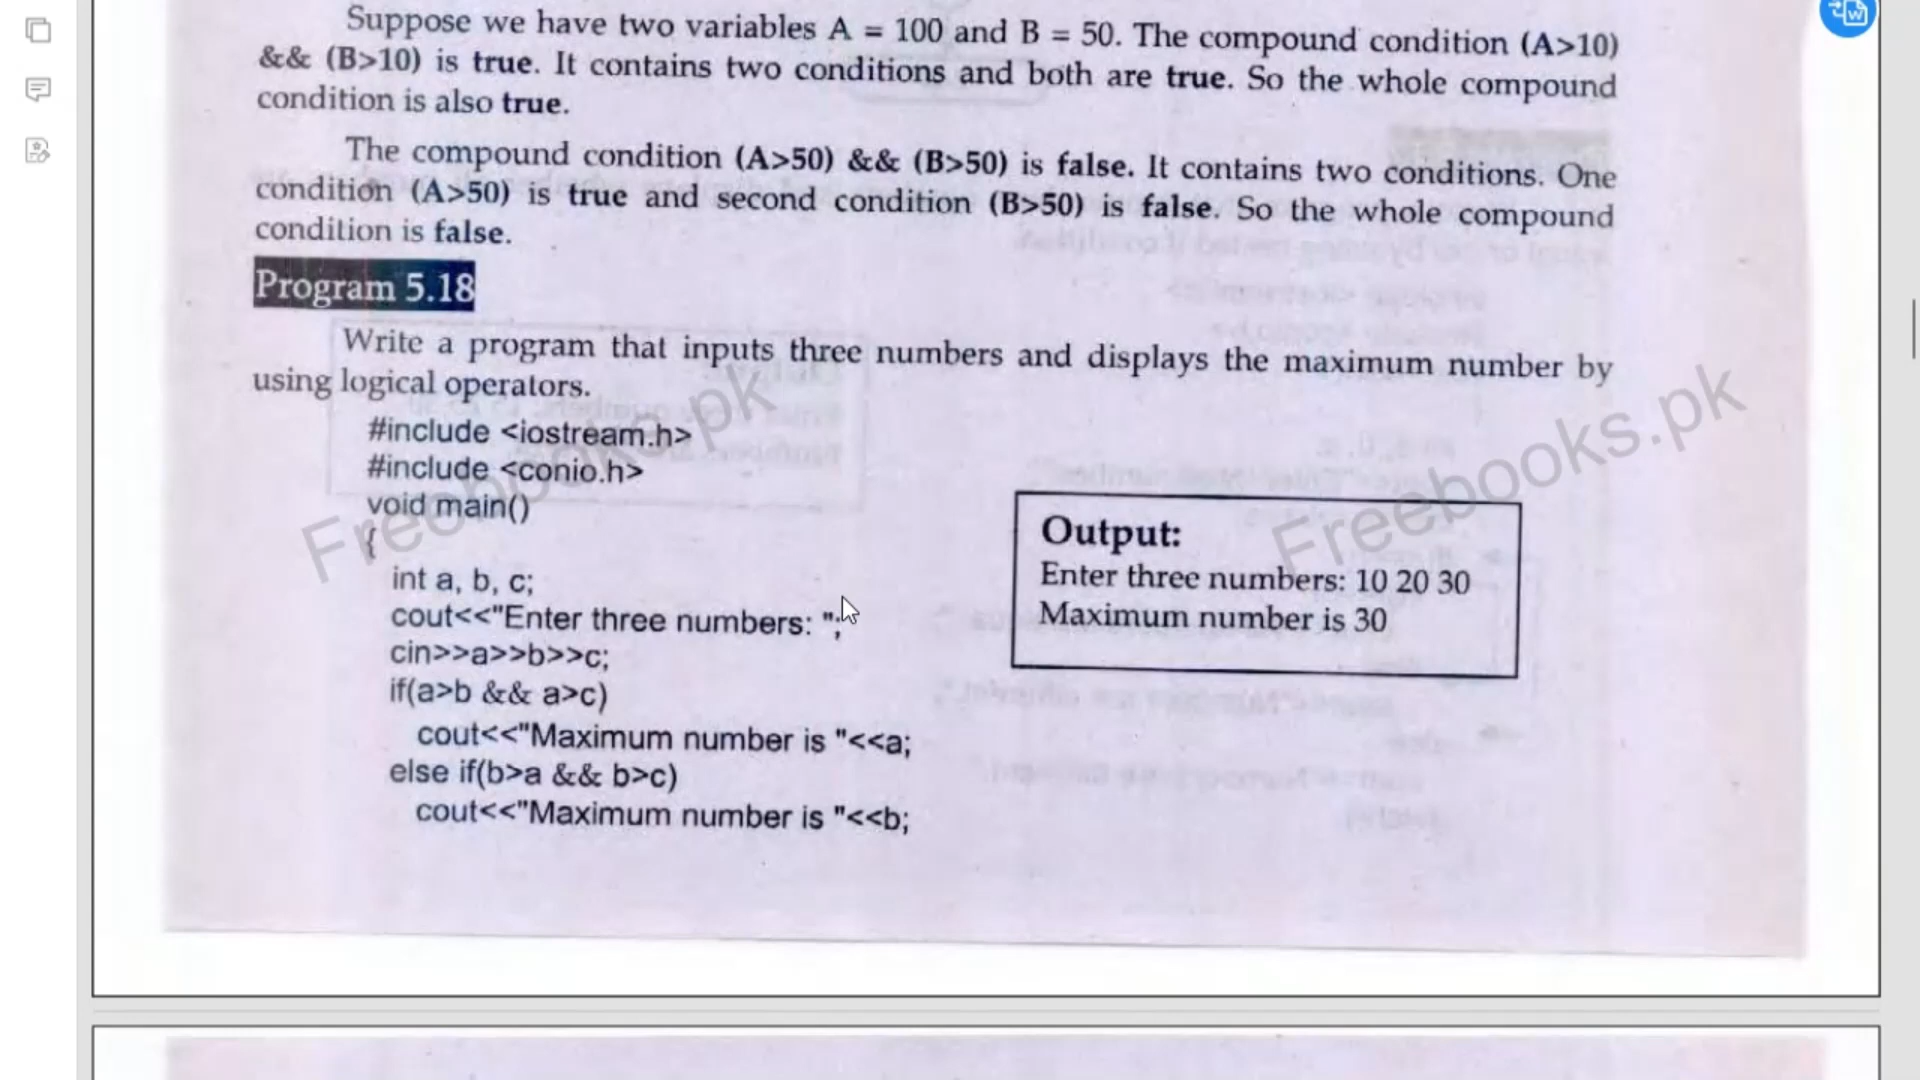 Suppose we have two variables A = 100 and B = 50. The compound condition (A>10)
&& (B>10) is true. It contains two conditions and both are true. So the whole compound
condition is also true.
The compound condition (A>50) && (B>50) is false. It contains two conditions. One
condition (A>50) is true and second condition (B>50) is false. So the whole compound
condition is false.
Program 5.18
Write a program that inputs three numbers and displays the maximum number by
using logical operators.
#include <iostream.h>
#include <conio.h>
void main()
{
int a, b, c;
cout<<"Enter three numbers: ";
cin>>a>>b>>c;
if(a>b && a>c)
cout<<"Maximum number is "<<a;
else if(b>a && b>c)
cout<<"Maximum number is "<<b;
Output:
Enter three numbers: 10 20 30
Maximum number is 30
Freebooks.pk
Freebooks.pk